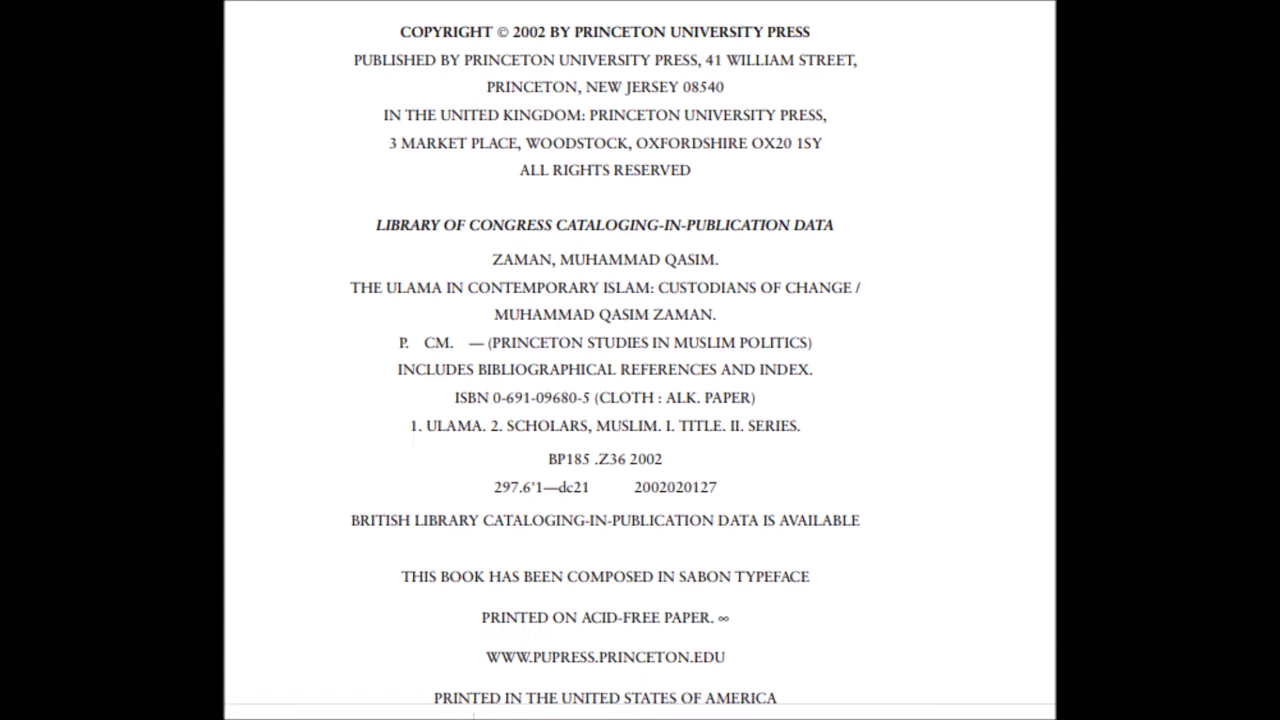 COPYRIGHT © 2002 BY PRINCETON UNIVERSITY PRESS
PUBLISHED BY PRINCETON UNIVERSITY PRESS, 41 WILLIAM STREET,
PRINCETON, NEW JERSEY 08540
IN THE UNITED KINGDOM: PRINCETON UNIVERSITY PRESS,
3 MARKET PLACE, WOODSTOCK, OXFORDSHIRE OX20 1SY
ALL RIGHTS RESERVED
LIBRARY OF CONGRESS CATALOGING-IN-PUBLICATION DATA
ZAMAN, MUHAMMAD QASIM.
THE ULAMA IN CONTEMPORARY ISLAM: CUSTODIANS OF CHANGE /
MUHAMMAD QASIM ZAMAN.
P. CM. — (PRINCETON STUDIES IN MUSLIM POLITICS)
INCLUDES BIBLIOGRAPHICAL REFERENCES AND INDEX.
ISBN 0-691-09680-5 (CLOTH : ALK. PAPER)
1. ULAMA. 2. SCHOLARS, MUSLIM. I. TITLE. II. SERIES.
BP185 .Z36 2002
297.6'1—dc21 2002020127
BRITISH LIBRARY CATALOGING-IN-PUBLICATION DATA IS AVAILABLE
THIS BOOK HAS BEEN COMPOSED IN SABON TYPEFACE
PRINTED ON ACID-FREE PAPER. ∞
WWW.PUPRESS.PRINCETON.EDU
PRINTED IN THE UNITED STATES OF AMERICA